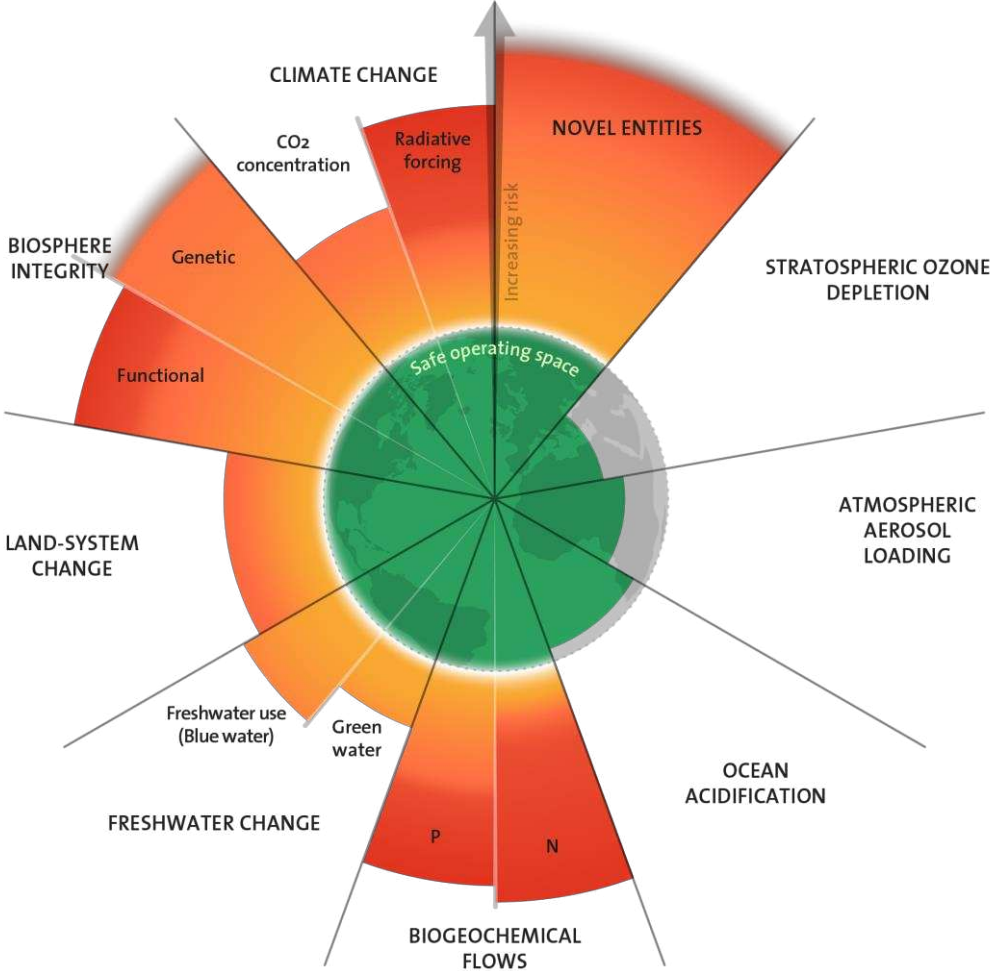 CLIMATE CHANGE
CO2
concentration
Radiative
forcing
NOVEL ENTITIES
Increasing risk
BIOSPHERE
INTEGRITY
Genetic
Functional
STRATOSPHERIC OZONE
DEPLETION
Safe operating space
ATMOSPHERIC
AEROSOL
LOADING
LAND-SYSTEM
CHANGE
Freshwater use
(Blue water)
Green
water
FRESHWATER CHANGE
OCEAN
ACIDIFICATION
P
N
BIOGEOCHEMICAL
FLOWS